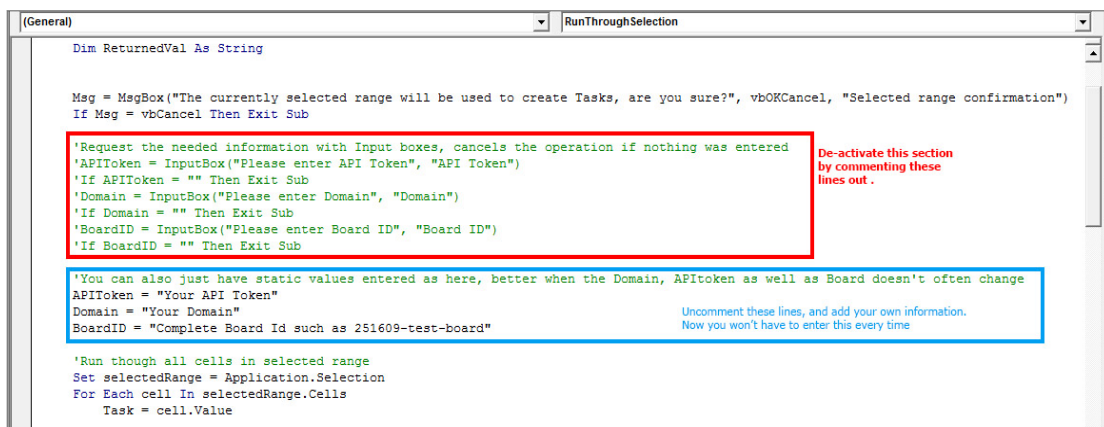 (General) RunThroughSelection
Dim ReturnedVal As String
Msg = MsgBox("The currently selected range will be used to create Tasks, are you sure?", vbOKCancel, "Selected range confirmation")
If Msg = vbCancel Then Exit Sub
'Request the needed information with Input boxes, cancels the operation if nothing was entered
'APIToken = InputBox("Please enter API Token", "API Token")
'If APIToken = "" Then Exit Sub
'Domain = InputBox("Please enter Domain", "Domain")
'If Domain = "" Then Exit Sub
'BoardID = InputBox("Please enter Board ID", "Board ID")
'If BoardID = "" Then Exit Sub
De-activate this section
by commenting these
lines out .
'You can also just have static values entered as here, better when the Domain, APItoken as well as Board doesn't often change
APIToken = "Your API Token"
Domain = "Your Domain"
BoardID = "Complete Board Id such as 251609-test-board"
Uncomment these lines, and add your own information.
Now you won't have to enter this every time
'Run though all cells in selected range
Set selectedRange = Application.Selection
For Each cell In selectedRange.Cells
Task = cell.Value